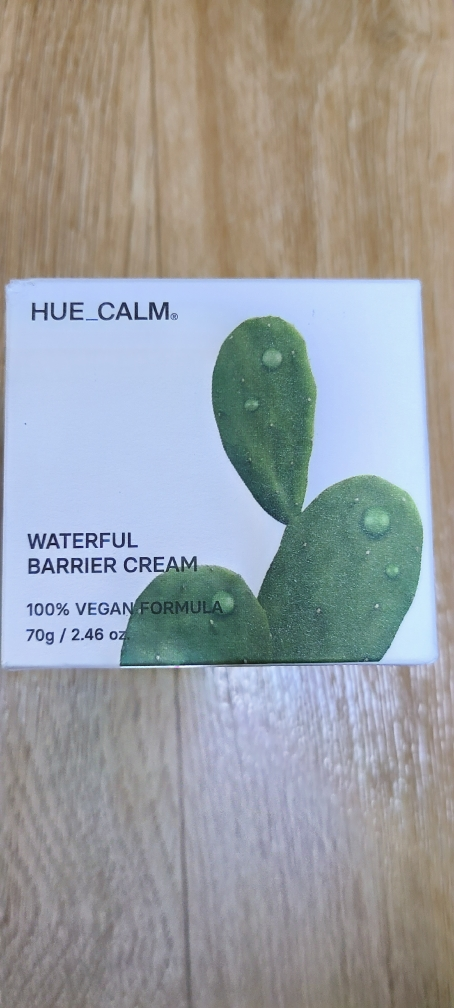 HUE_CALM®
WATERFUL
BARRIER CREAM
100% VEGAN FORMULA
70g / 2.46 oz.